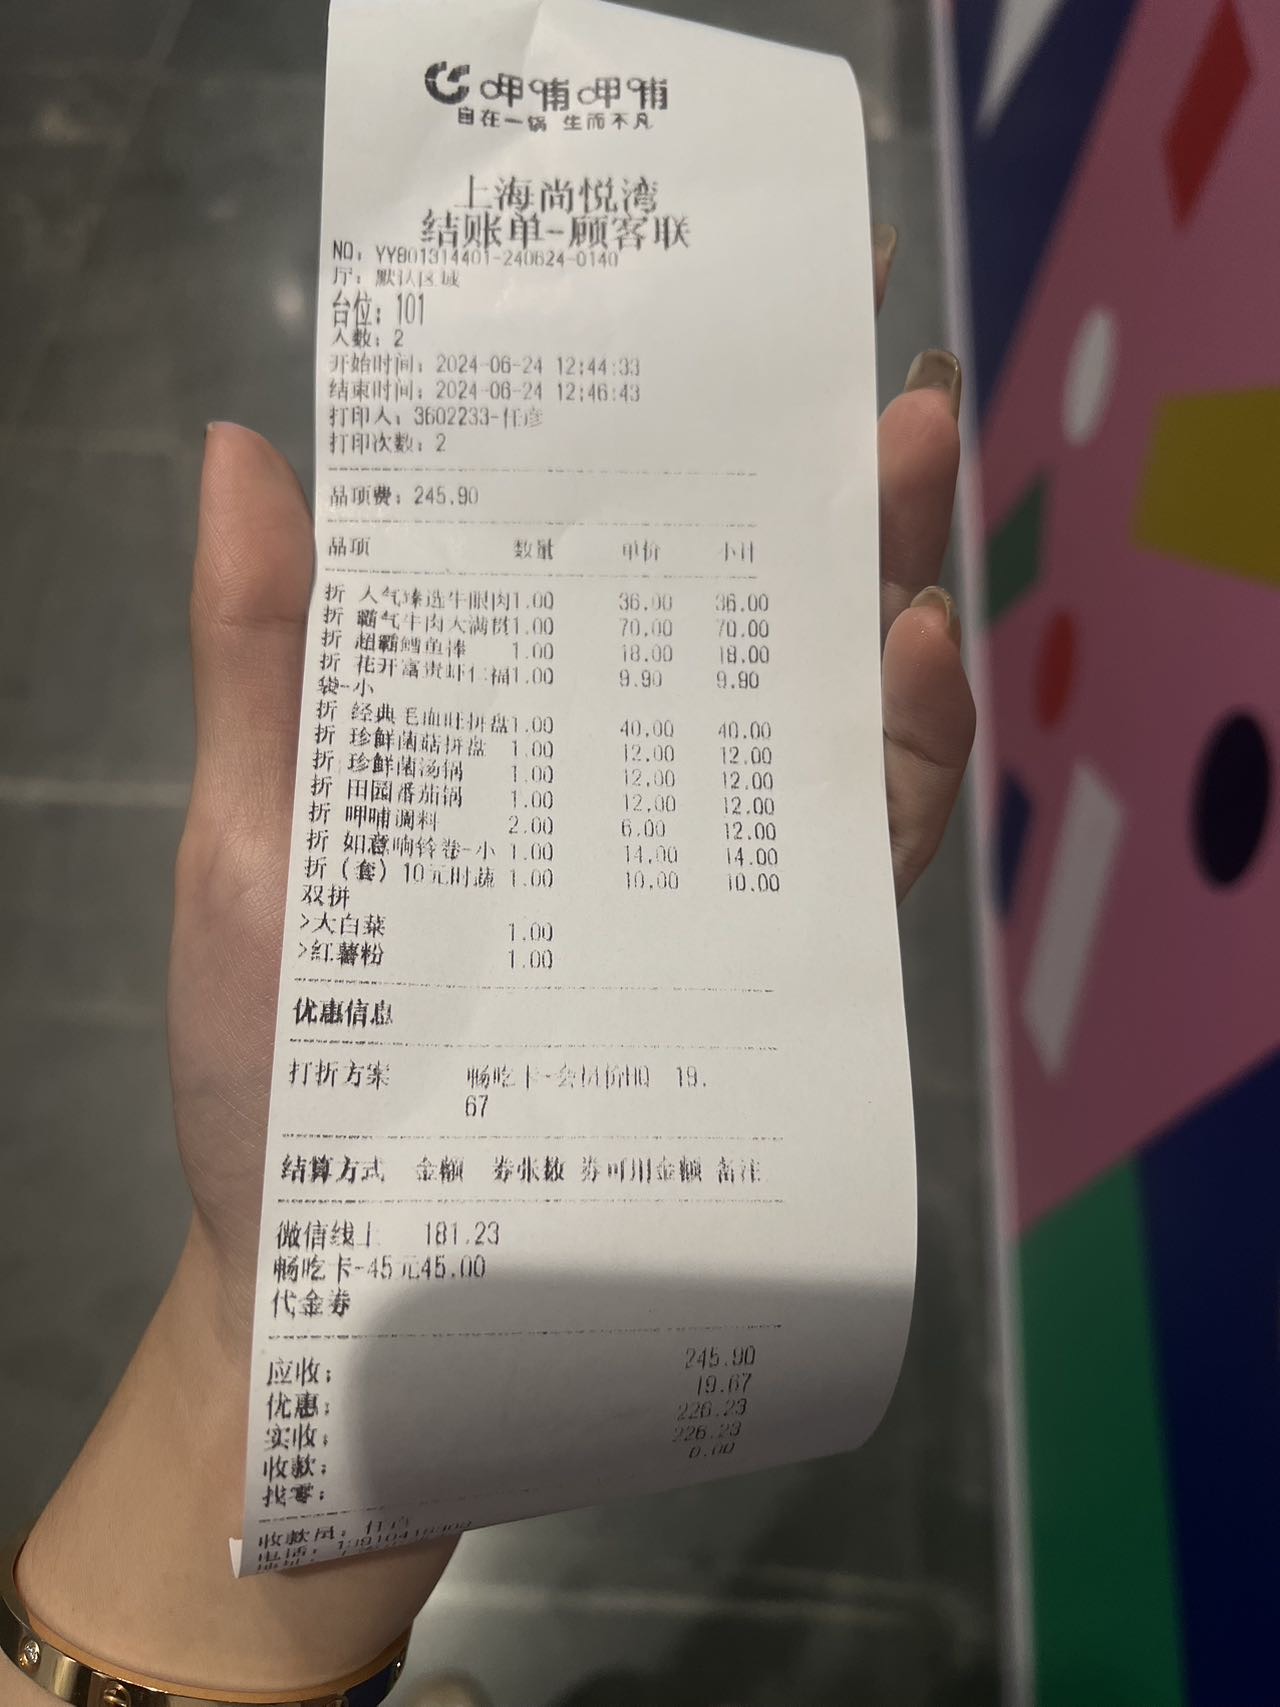 呷哺呷哺
自在一锅 生而不凡
上海尚悦湾
结账单-顾客联
NO：YY801314401-240624-0140
厅：默认区域
台位：101
人数：2
开始时间：2024-06-24 12:44:33
结束时间：2024-06-24 12:46:43
打印人：3602233-任彦
打印次数：2
品项费：245.90
品项 数量 单价 小计
折 人气臻选牛眼肉1.00 36.00 36.00
折 霸气牛肉大满贯1.00 70.00 70.00
折 超霸鳕鱼棒 1.00 18.00 18.00
折 花开富贵虾仁福1.00 9.90 9.90
袋-小
折 经典毛血旺拼盘1.00 40.00 40.00
折 珍鲜菌菇拼盘 1.00 12.00 12.00
折 珍鲜菌汤锅 1.00 12.00 12.00
折 田园番茄锅 1.00 12.00 12.00
折 呷哺调料 2.00 6.00 12.00
折 如意响铃卷-小 1.00 14.00 14.00
折（套）10元时蔬 1.00 10.00 10.00
双拼
>大白菜 1.00
>红薯粉 1.00
优惠信息
打折方案 畅吃卡-会员价HQ 19.
67
结算方式 金额 券张数 券可用金额 备注
微信线上 181.23
畅吃卡-45元45.00
代金券
应收： 245.90
优惠： 19.67
实收： 226.23
收款： 226.23
找零： 0.00
收款员：任
电话：
地址：